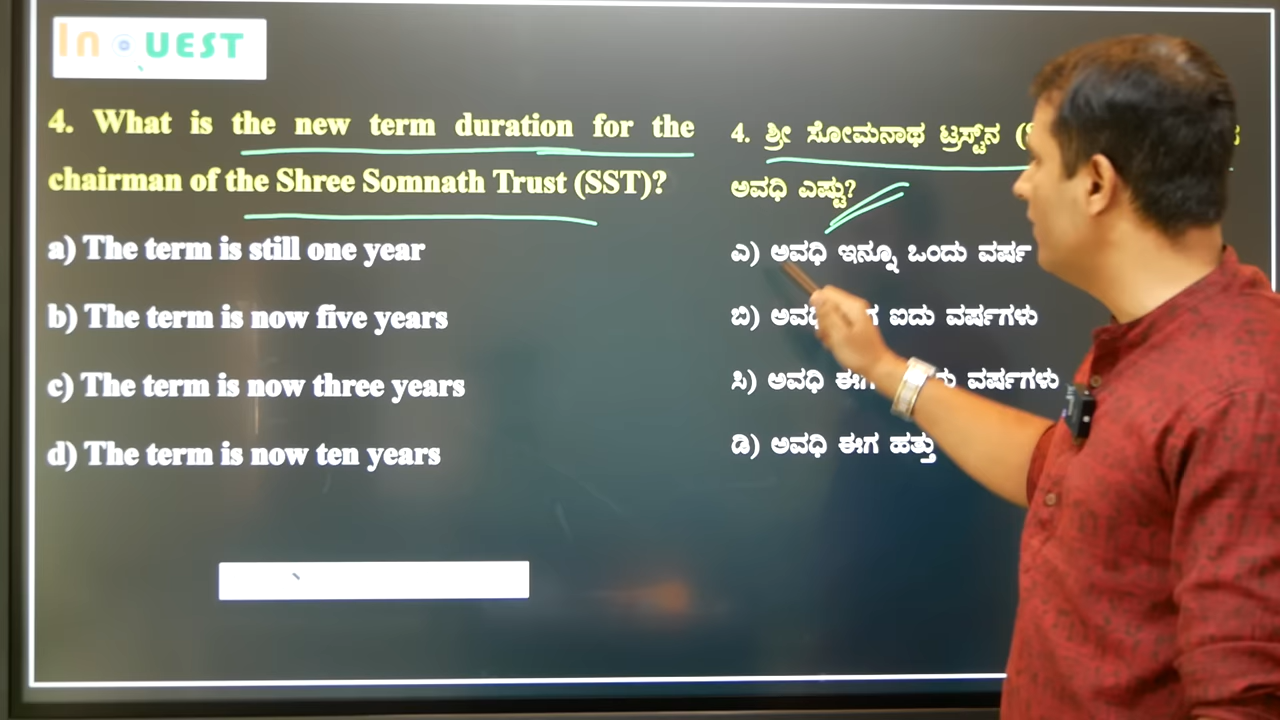 In QUEST
4. What is the new term duration for the
chairman of the Shree Somnath Trust (SST)?
a) The term is still one year
b) The term is now five years
c) The term is now three years
d) The term is now ten years
4. ಶ್ರೀ ಸೋಮನಾಥ ಟ್ರಸ್ಟ್‌ನ
ಅವಧಿ ಎಷ್ಟು?
ಎ) ಅವಧಿ ಇನ್ನೂ ಒಂದು ವರ್ಷ
ಬಿ) ಐದು ವರ್ಷಗಳು
ಸಿ) ಅವಧಿ ಈಗ ವರ್ಷಗಳು
ಡಿ) ಅವಧಿ ಈಗ ಹತ್ತು